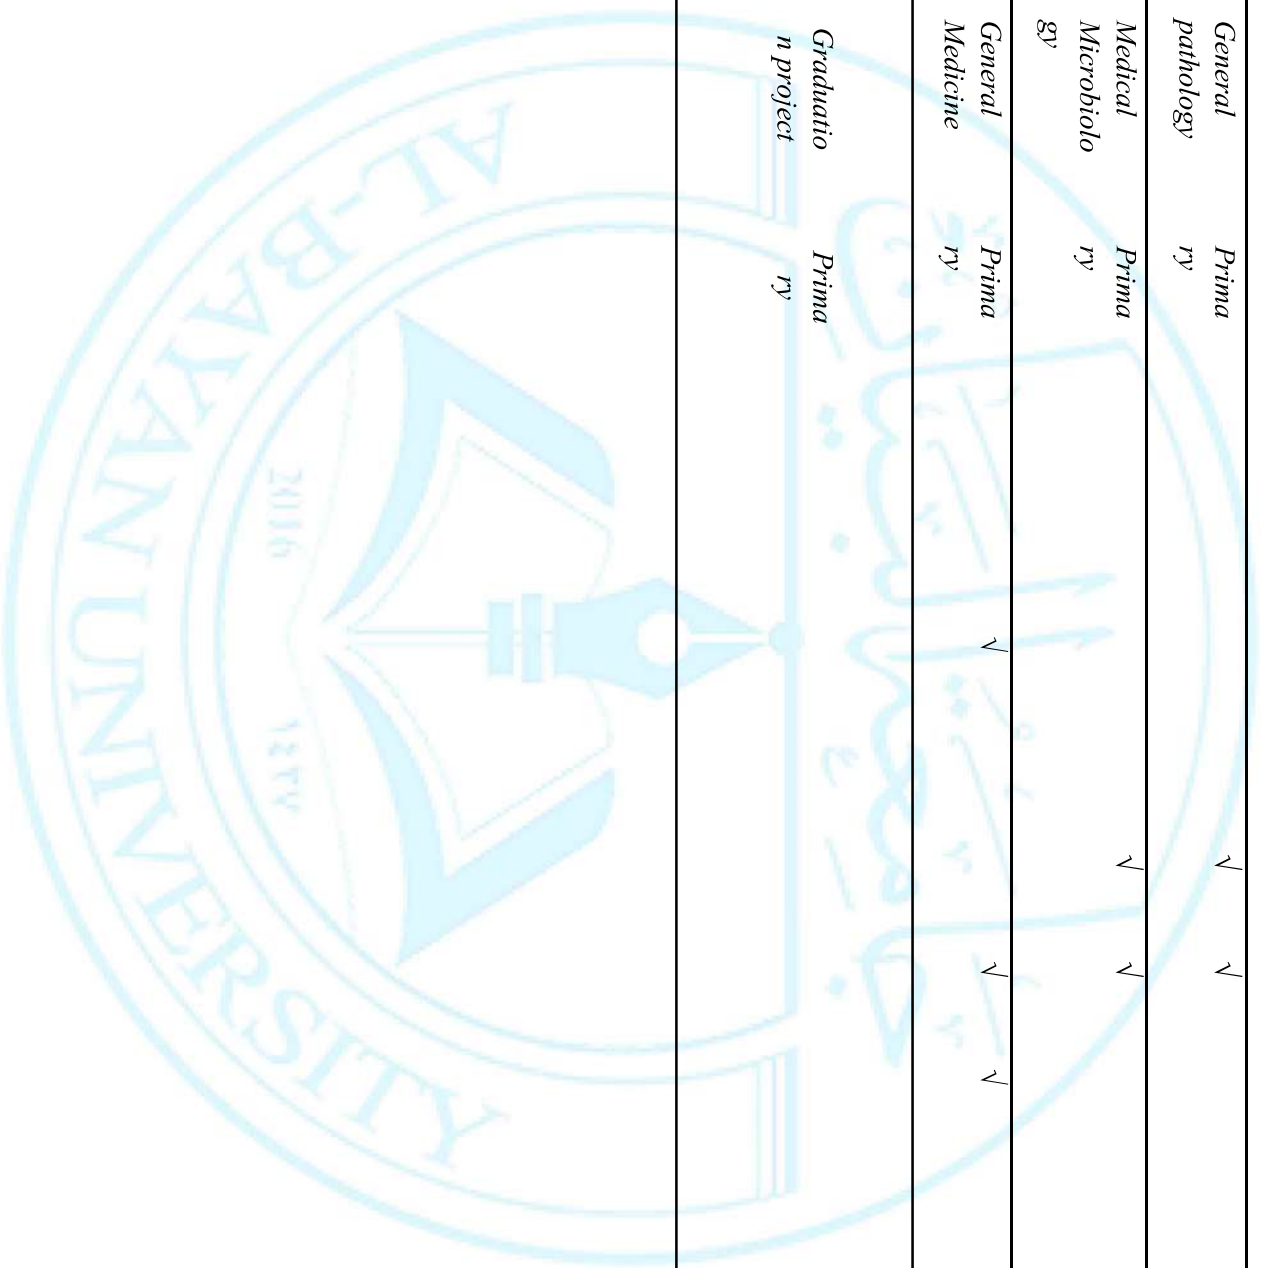 General
pathology
Prima
ry
√
√
Medical
Microbiolo
gy
Prima
ry
√
√
General
Medicine
Prima
ry
√
√
√
Graduatio
n project
Prima
ry
AL-BAYAN UNIVERSITY
2016
١٤٣٧